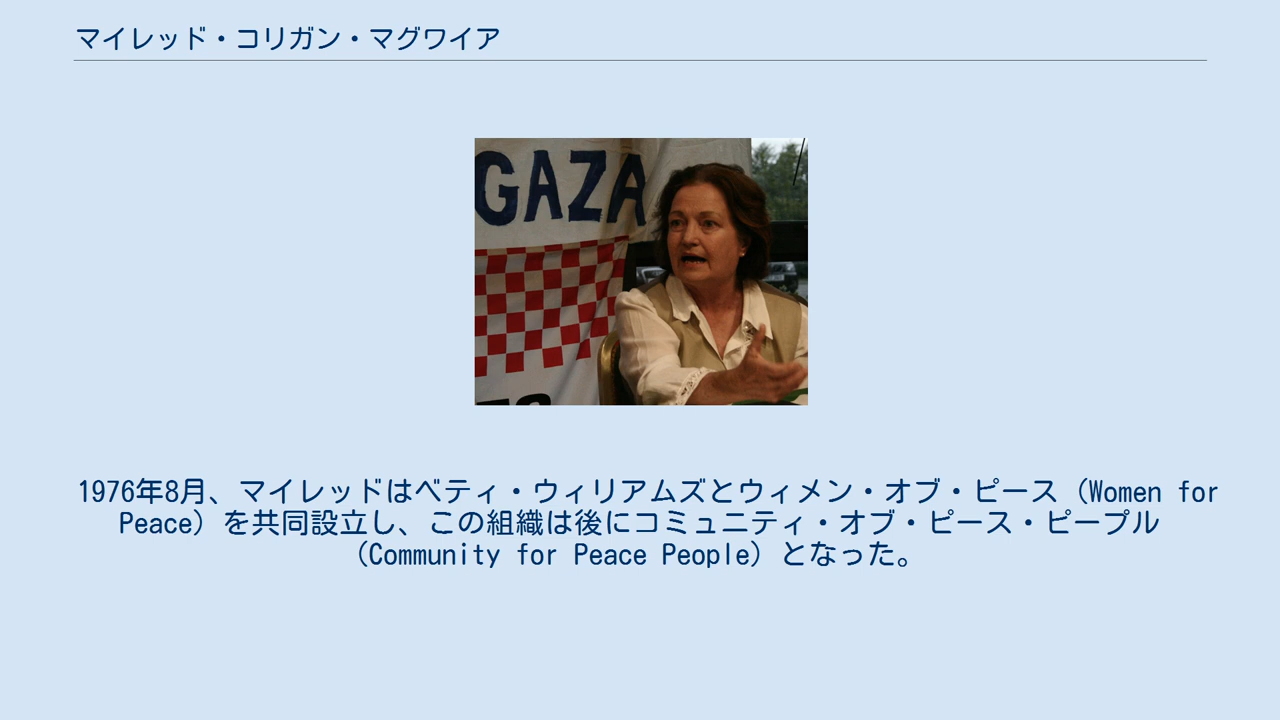 マイレッド・コリガン・マグワイア
GAZA
1976年8月、マイレッドはベティ・ウィリアムズとウィメン・オブ・ピース（Women for
Peace）を共同設立し、この組織は後にコミュニティ・オブ・ピース・ピープル
（Community for Peace People）となった。